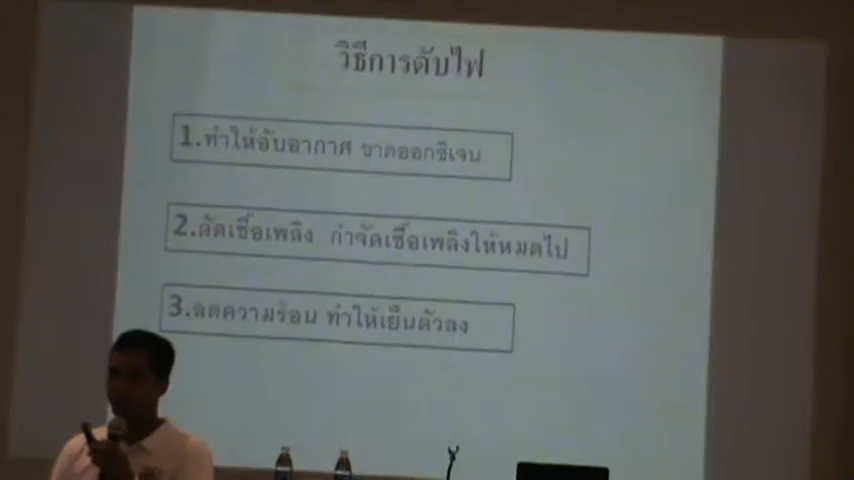 วิธีการดับไฟ
1.ทำให้อับอากาศ ขาดออกซิเจน
2.ตัดเชื้อเพลิง กำจัดเชื้อเพลิงให้หมดไป
3.ลดความร้อน ทำให้เย็นตัวลง